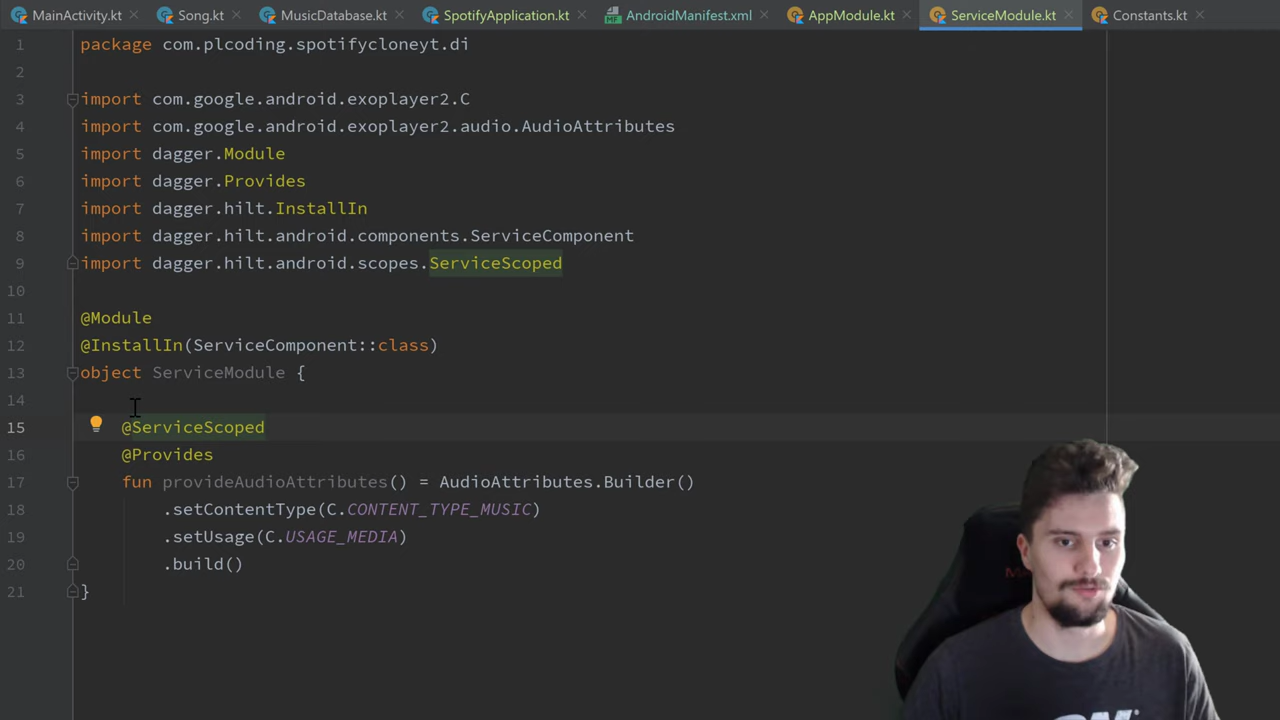 MainActivity.kt Song.kt MusicDatabase.kt SpotifyApplication.kt AndroidManifest.xml AppModule.kt ServiceModule.kt Constants.kt
1 package com.plcoding.spotifycloneyt.di
2
3 import com.google.android.exoplayer2.C
4 import com.google.android.exoplayer2.audio.AudioAttributes
5 import dagger.Module
6 import dagger.Provides
7 import dagger.hilt.InstallIn
8 import dagger.hilt.android.components.ServiceComponent
9 import dagger.hilt.android.scopes.ServiceScoped
10
11 @Module
12 @InstallIn(ServiceComponent::class)
13 object ServiceModule {
14
15 @ServiceScoped
16 @Provides
17 fun provideAudioAttributes() = AudioAttributes.Builder()
18 .setContentType(C.CONTENT_TYPE_MUSIC)
19 .setUsage(C.USAGE_MEDIA)
20 .build()
21 }